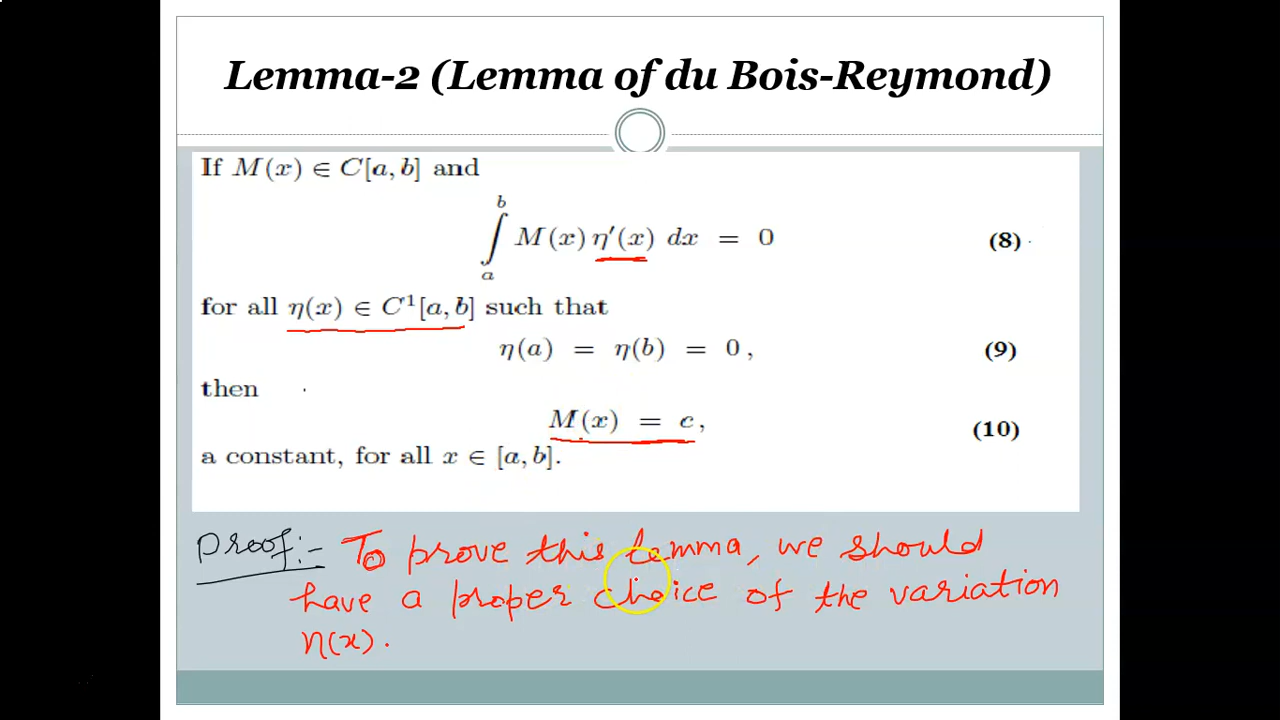 Lemma-2 (Lemma of du Bois-Reymond)
If M(x) ∈ C[a, b] and
∫ₐᵇ M(x) η′(x) dx = 0 (8)
for all η(x) ∈ C¹[a, b] such that
η(a) = η(b) = 0 , (9)
then
M(x) = c, (10)
a constant, for all x ∈ [a, b].
Proof:- To prove this lemma, we should
have a proper choice of the variation
η(x).